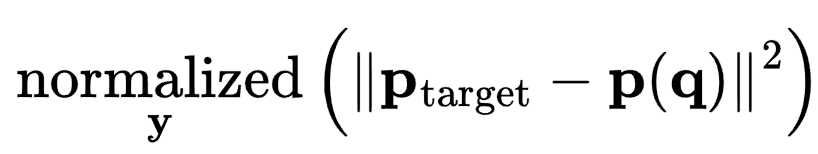 normalized (‖p_target − p(q)‖²)
y